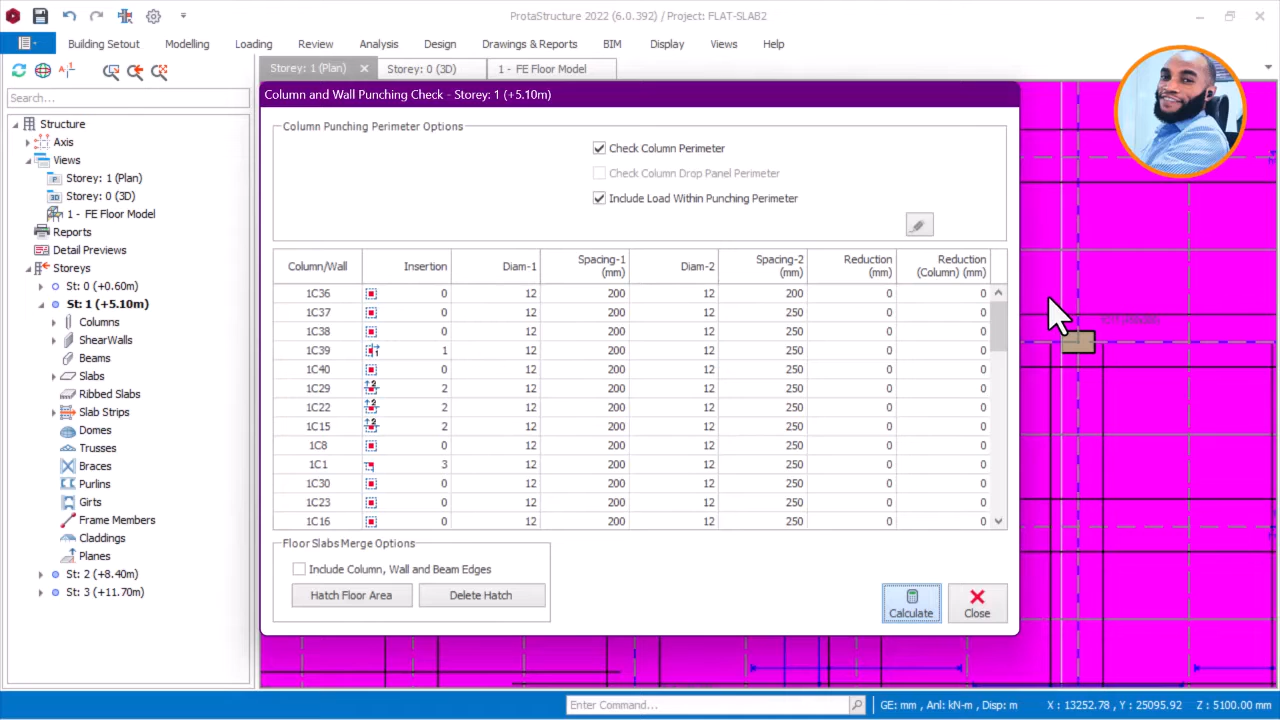 ProtaStructure 2022 (6.0.392) / Project: FLAT-SLAB2
Building Setout Modelling Loading Review Analysis Design Drawings & Reports BIM Display Views Help
Storey: 1 (Plan) Storey: 0 (3D) 1 - FE Floor Model
Search...
Structure
Axis
Views
Storey: 1 (Plan)
Storey: 0 (3D)
1 - FE Floor Model
Reports
Detail Previews
Storeys
St: 0 (+0.60m)
St: 1 (+5.10m)
Columns
ShearWalls
Beams
Slabs
Ribbed Slabs
Slab Strips
Domes
Trusses
Braces
Purlins
Girts
Frame Members
Claddings
Planes
St: 2 (+8.40m)
St: 3 (+11.70m)
Column and Wall Punching Check - Storey: 1 (+5.10m)
Column Punching Perimeter Options
Check Column Perimeter
Check Column Drop Panel Perimeter
Include Load Within Punching Perimeter
Column/Wall Insertion Diam-1 Spacing-1 (mm) Diam-2 Spacing-2 (mm) Reduction (mm) Reduction (Column) (mm)
1C36 0 12 200 12 200 0 0
1C37 0 12 200 12 250 0 0
1C38 0 12 200 12 250 0 0
1C39 1 12 200 12 250 0 0
1C40 0 12 200 12 250 0 0
1C29 2 12 200 12 250 0 0
1C22 2 12 200 12 250 0 0
1C15 2 12 200 12 250 0 0
1C8 0 12 200 12 250 0 0
1C1 3 12 200 12 250 0 0
1C30 0 12 200 12 250 0 0
1C23 0 12 200 12 250 0 0
1C16 0 12 200 12 250 0 0
Floor Slabs Merge Options
Include Column, Wall and Beam Edges
Hatch Floor Area Delete Hatch
Calculate Close
Enter Command...
GE: mm , Anl: kN-m , Disp: m
X : 13252.78 , Y : 25095.92 Z : 5100.00 mm